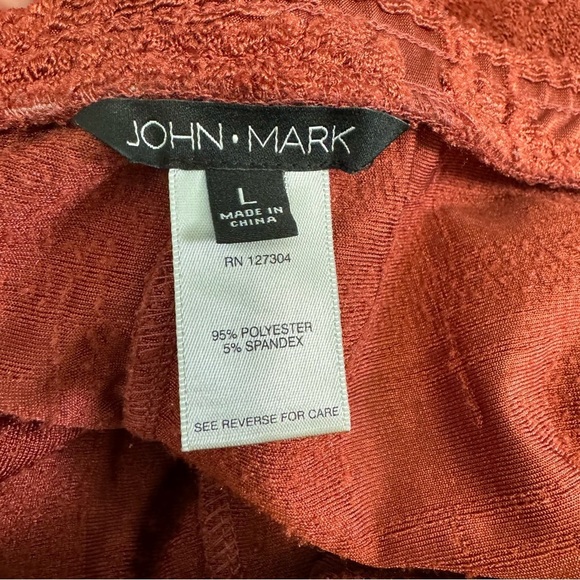 JOHN • MARK
L
MADE IN
CHINA
RN 127304
95% POLYESTER
5% SPANDEX
SEE REVERSE FOR CARE